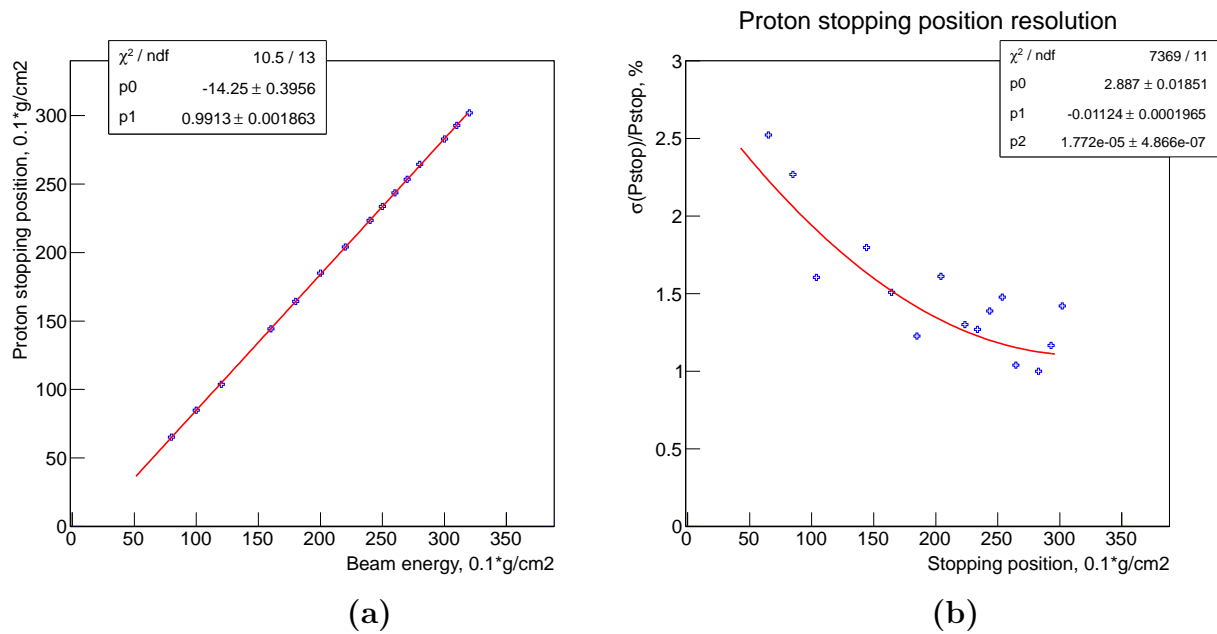 χ² / ndf 10.5 / 13
p0 -14.25 ± 0.3956
p1 0.9913 ± 0.001863
Proton stopping position, 0.1*g/cm2
300
250
200
150
100
50
0
0 50 100 150 200 250 300 350
Beam energy, 0.1*g/cm2
(a)
Proton stopping position resolution
χ² / ndf 7369 / 11
p0 2.887 ± 0.01851
p1 -0.01124 ± 0.0001965
p2 1.772e-05 ± 4.866e-07
σ(Pstop)/Pstop, %
3
2.5
2
1.5
1
0.5
0
0 50 100 150 200 250 300 350
Stopping position, 0.1*g/cm2
(b)